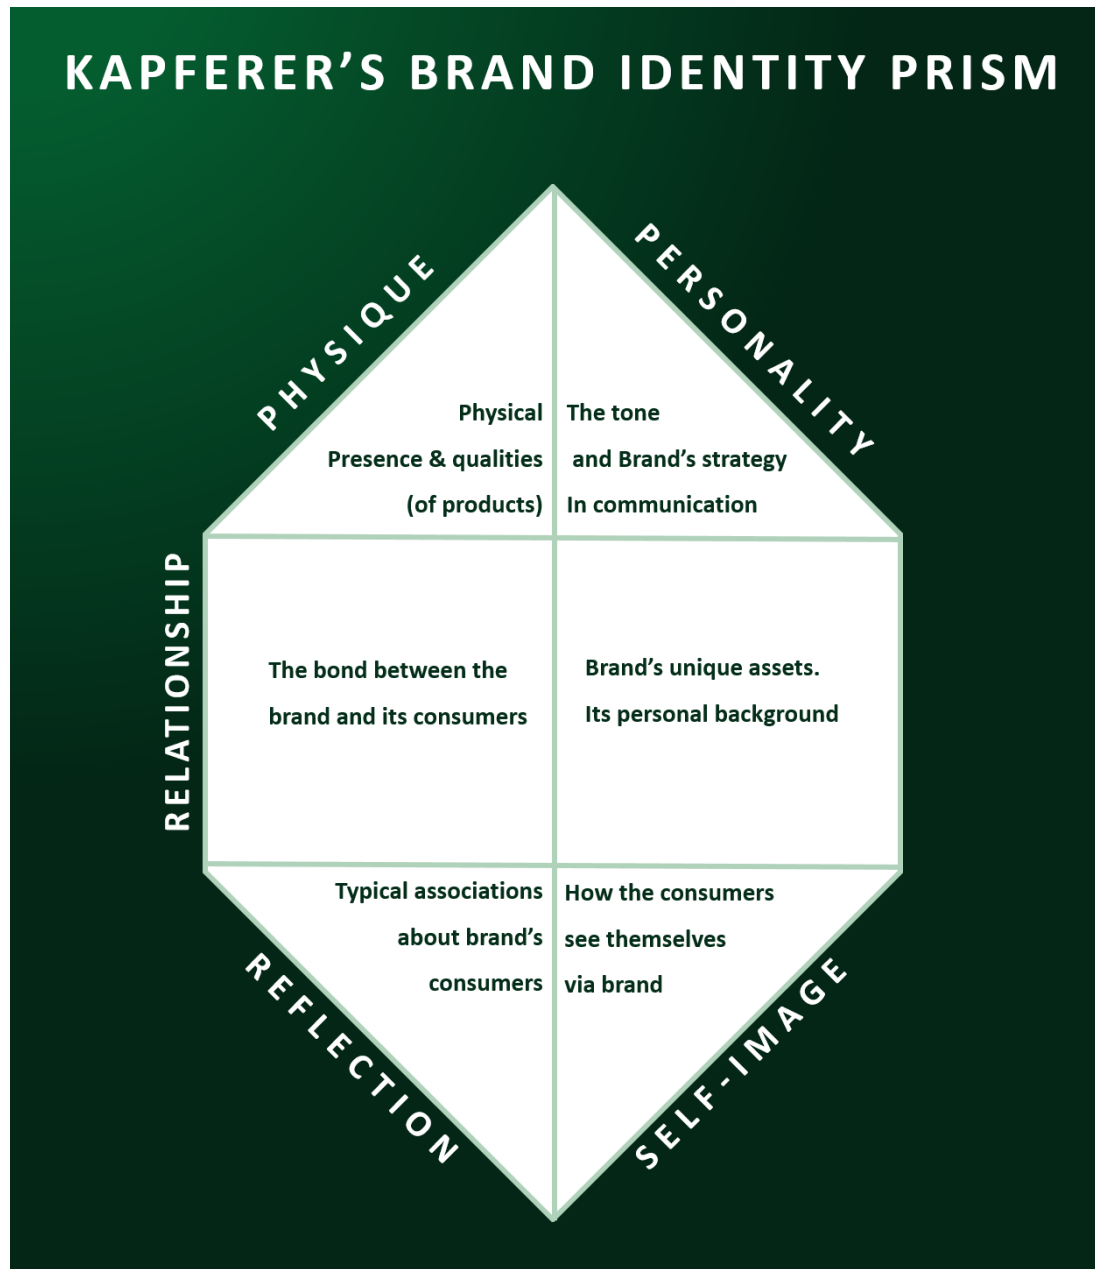 KAPFERER’S BRAND IDENTITY PRISM
PHYSIQUE
PERSONALITY
Physical
Presence & qualities
(of products)
The tone
and Brand’s strategy
In communication
RELATIONSHIP
The bond between the
brand and its consumers
Brand’s unique assets.
Its personal background
Typical associations
about brand’s
consumers
How the consumers
see themselves
via brand
REFLECTION
SELF-IMAGE